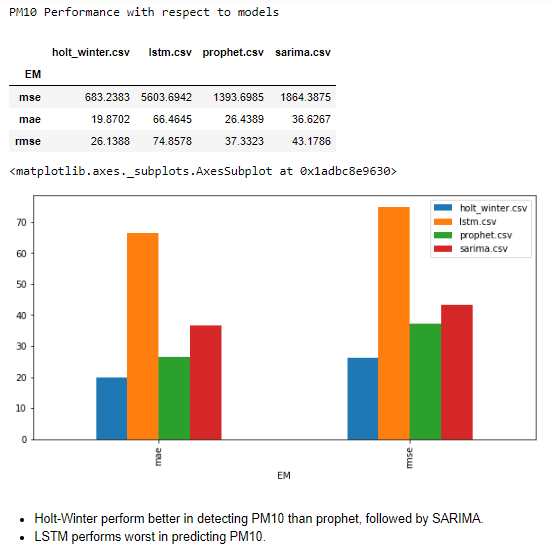 PM10 Performance with respect to models
holt_winter.csv lstm.csv prophet.csv sarima.csv
EM
mse 683.2383 5603.6942 1393.6985 1864.3875
mae 19.8702 66.4645 26.4389 36.6267
rmse 26.1388 74.8578 37.3323 43.1786
<matplotlib.axes._subplots.AxesSubplot at 0x1adbc8e9630>
holt_winter.csv
lstm.csv
prophet.csv
sarima.csv
70
60
50
40
30
20
10
0
mae
rmse
EM
• Holt-Winter perform better in detecting PM10 than prophet, followed by SARIMA.
• LSTM performs worst in predicting PM10.